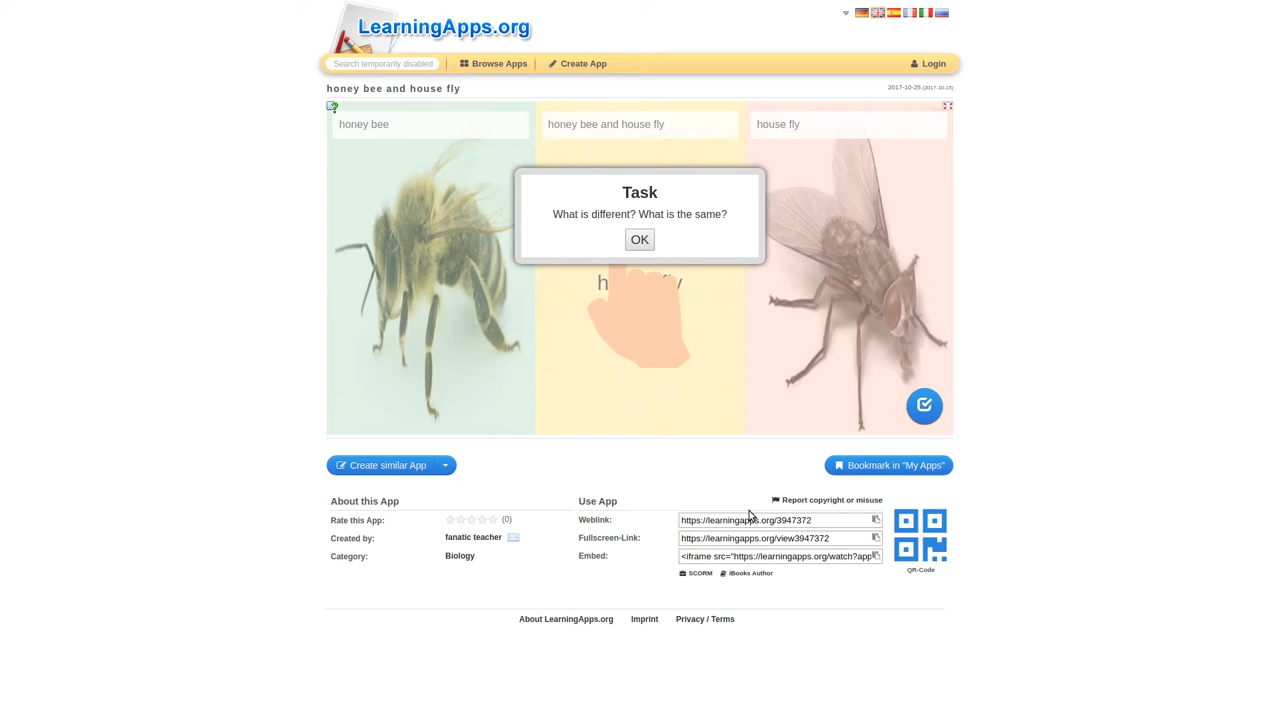 LearningApps.org
Search temporarily disabled
Browse Apps
Create App
Login
honey bee and house fly
2017-10-25 (2017-10-15)
honey bee
honey bee and house fly
house fly
Task
What is different? What is the same?
OK
Create similar App
Bookmark in "My Apps"
About this App
Use App
Report copyright or misuse
Rate this App:
(0)
Weblink:
https://learningapps.org/3947372
Created by:
fanatic teacher
Fullscreen-Link:
https://learningapps.org/view3947372
Category:
Biology
Embed:
<iframe src="https://learningapps.org/watch?app
SCORM
iBooks Author
QR-Code
About LearningApps.org
Imprint
Privacy / Terms